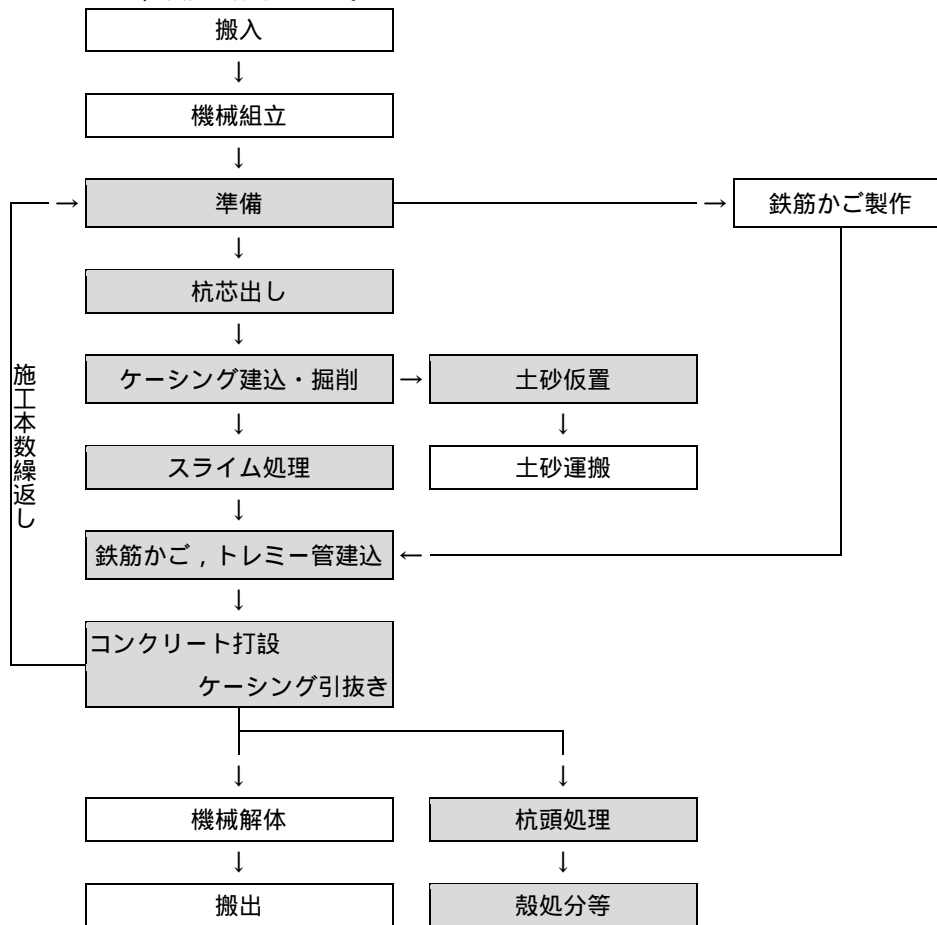 搬入
↓
機械組立
↓
→ 準備 → 鉄筋かご製作
↓
杭芯出し
↓
ケーシング建込・掘削 → 土砂仮置
↓ ↓
スライム処理 土砂運搬
↓
鉄筋かご，トレミー管建込 ←
↓
コンクリート打設
ケーシング引抜き
施工本数繰返し
↓ ↓
機械解体 杭頭処理
↓ ↓
搬出 殻処分等